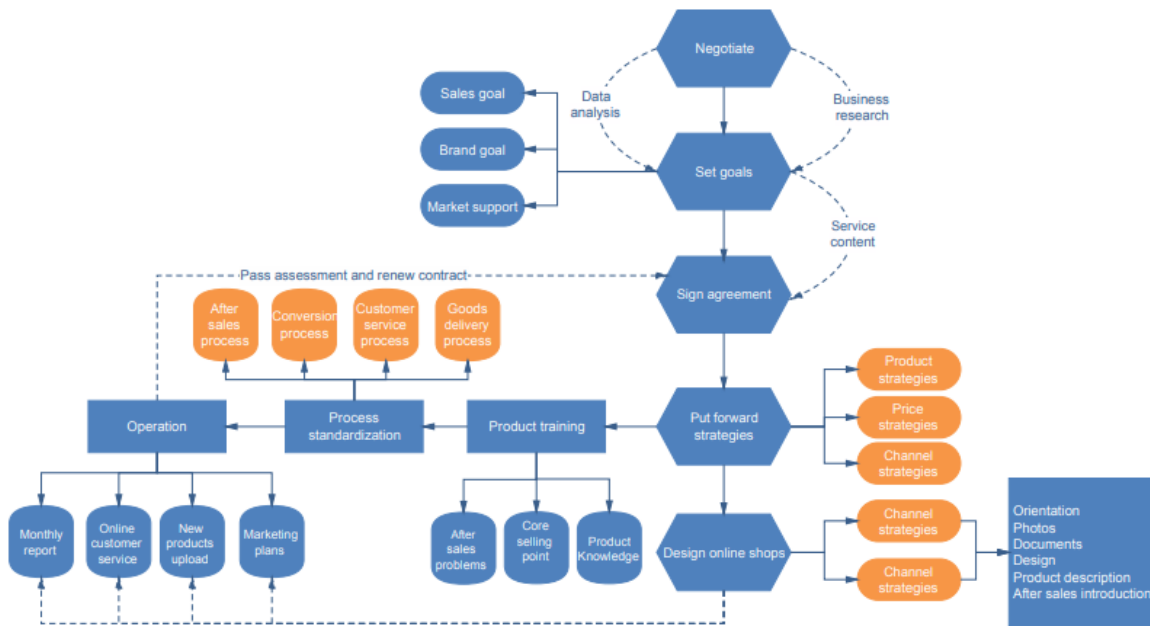 Negotiate
Data
analysis
Business
research
Sales goal
Brand goal
Market support
Set goals
Service
content
Pass assessment and renew contract
Sign agreement
After
sales
process
Conversion
process
Customer
service
process
Goods
delivery
process
Product
strategies
Price
strategies
Channel
strategies
Operation
Process
standardization
Product training
Put forward
strategies
Monthly
report
Online
customer
service
New
products
upload
Marketing
plans
After
sales
problems
Core
selling
point
Product
Knowledge
Design online shops
Channel
strategies
Channel
strategies
Orientation
Photos
Documents
Design
Product description
After sales introduction